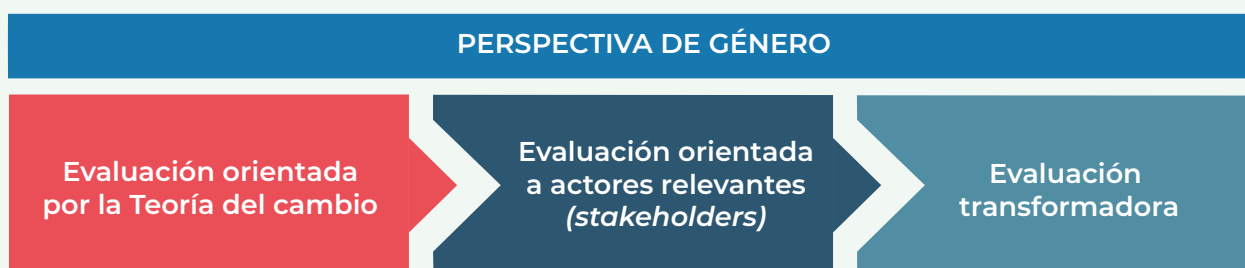 PERSPECTIVA DE GÉNERO
Evaluación orientada
por la Teoría del cambio
Evaluación orientada
a actores relevantes
(stakeholders)
Evaluación
transformadora